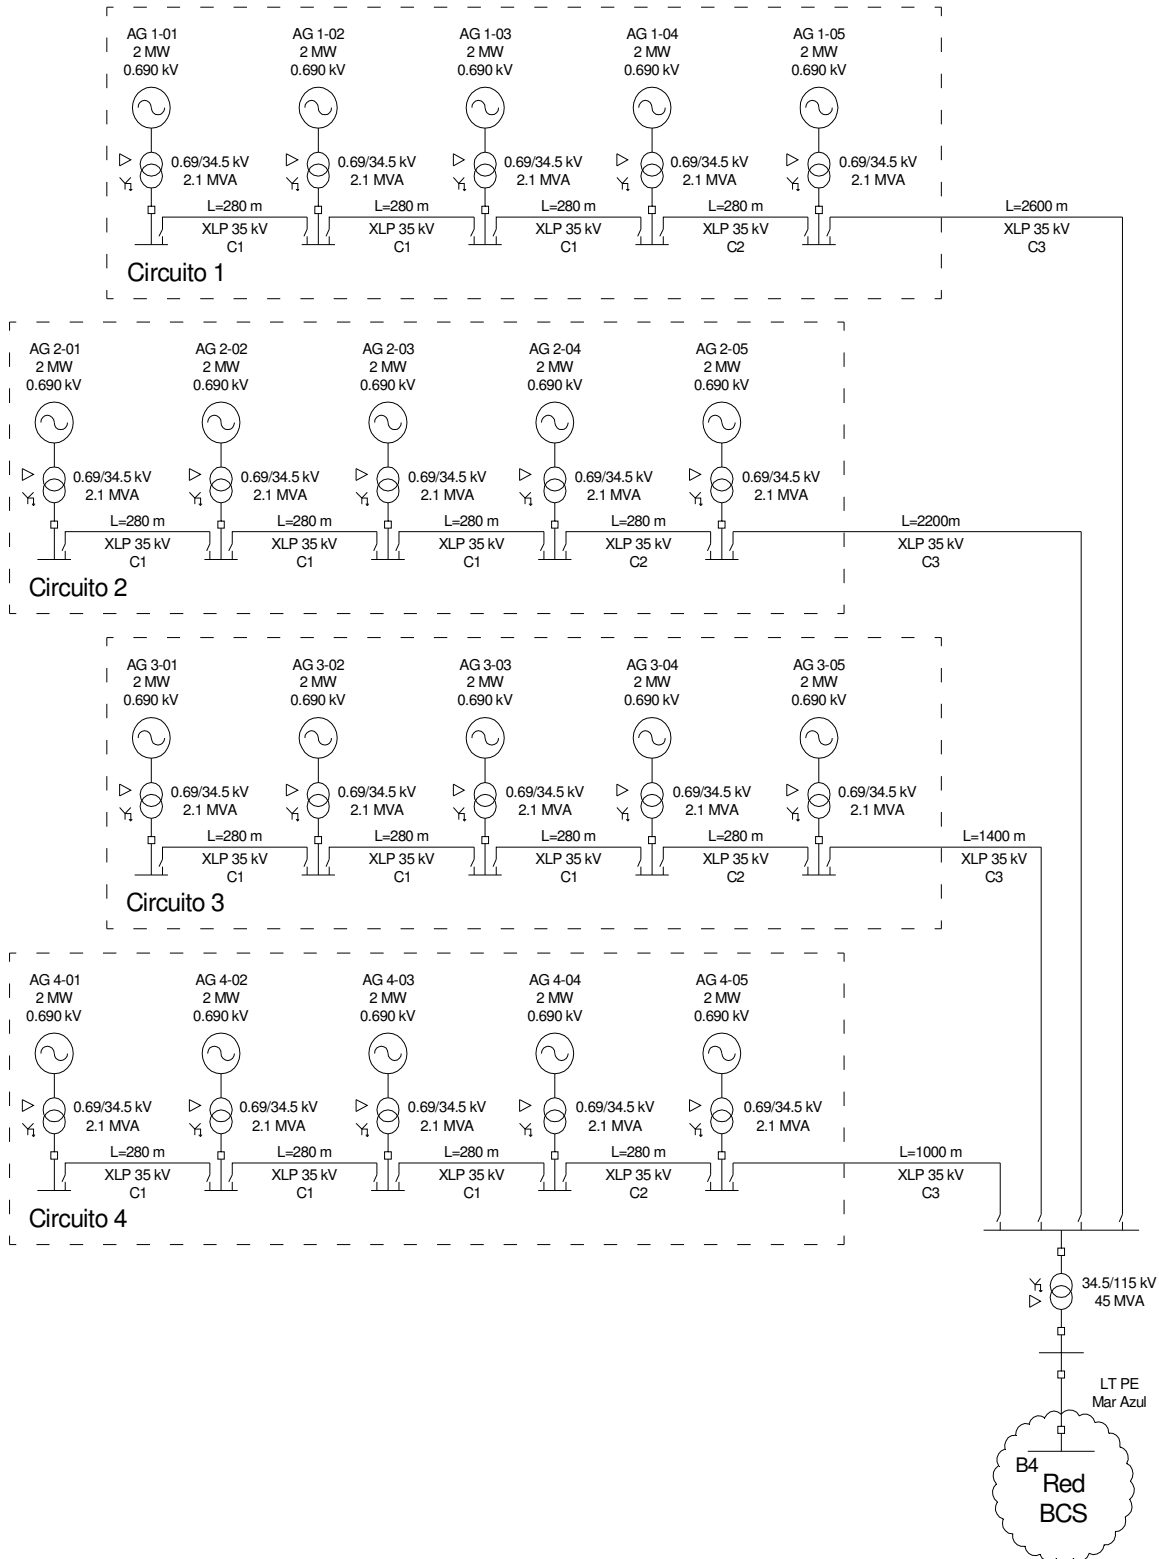 AG 1-01 AG 1-02 AG 1-03 AG 1-04 AG 1-05
2 MW 2 MW 2 MW 2 MW 2 MW
0.690 kV 0.690 kV 0.690 kV 0.690 kV 0.690 kV
0.69/34.5 kV 0.69/34.5 kV 0.69/34.5 kV 0.69/34.5 kV 0.69/34.5 kV
2.1 MVA 2.1 MVA 2.1 MVA 2.1 MVA 2.1 MVA
L=280 m L=280 m L=280 m L=280 m L=2600 m
XLP 35 kV XLP 35 kV XLP 35 kV XLP 35 kV XLP 35 kV
C1 C1 C1 C2 C3
Circuito 1
AG 2-01 AG 2-02 AG 2-03 AG 2-04 AG 2-05
2 MW 2 MW 2 MW 2 MW 2 MW
0.690 kV 0.690 kV 0.690 kV 0.690 kV 0.690 kV
0.69/34.5 kV 0.69/34.5 kV 0.69/34.5 kV 0.69/34.5 kV 0.69/34.5 kV
2.1 MVA 2.1 MVA 2.1 MVA 2.1 MVA 2.1 MVA
L=280 m L=280 m L=280 m L=280 m L=2200m
XLP 35 kV XLP 35 kV XLP 35 kV XLP 35 kV XLP 35 kV
C1 C1 C1 C2 C3
Circuito 2
AG 3-01 AG 3-02 AG 3-03 AG 3-04 AG 3-05
2 MW 2 MW 2 MW 2 MW 2 MW
0.690 kV 0.690 kV 0.690 kV 0.690 kV 0.690 kV
0.69/34.5 kV 0.69/34.5 kV 0.69/34.5 kV 0.69/34.5 kV 0.69/34.5 kV
2.1 MVA 2.1 MVA 2.1 MVA 2.1 MVA 2.1 MVA
L=280 m L=280 m L=280 m L=280 m L=1400 m
XLP 35 kV XLP 35 kV XLP 35 kV XLP 35 kV XLP 35 kV
C1 C1 C1 C2 C3
Circuito 3
AG 4-01 AG 4-02 AG 4-03 AG 4-04 AG 4-05
2 MW 2 MW 2 MW 2 MW 2 MW
0.690 kV 0.690 kV 0.690 kV 0.690 kV 0.690 kV
0.69/34.5 kV 0.69/34.5 kV 0.69/34.5 kV 0.69/34.5 kV 0.69/34.5 kV
2.1 MVA 2.1 MVA 2.1 MVA 2.1 MVA 2.1 MVA
L=280 m L=280 m L=280 m L=280 m L=1000 m
XLP 35 kV XLP 35 kV XLP 35 kV XLP 35 kV XLP 35 kV
C1 C1 C1 C2 C3
Circuito 4
34.5/115 kV
45 MVA
LT PE
Mar Azul
B4
Red
BCS